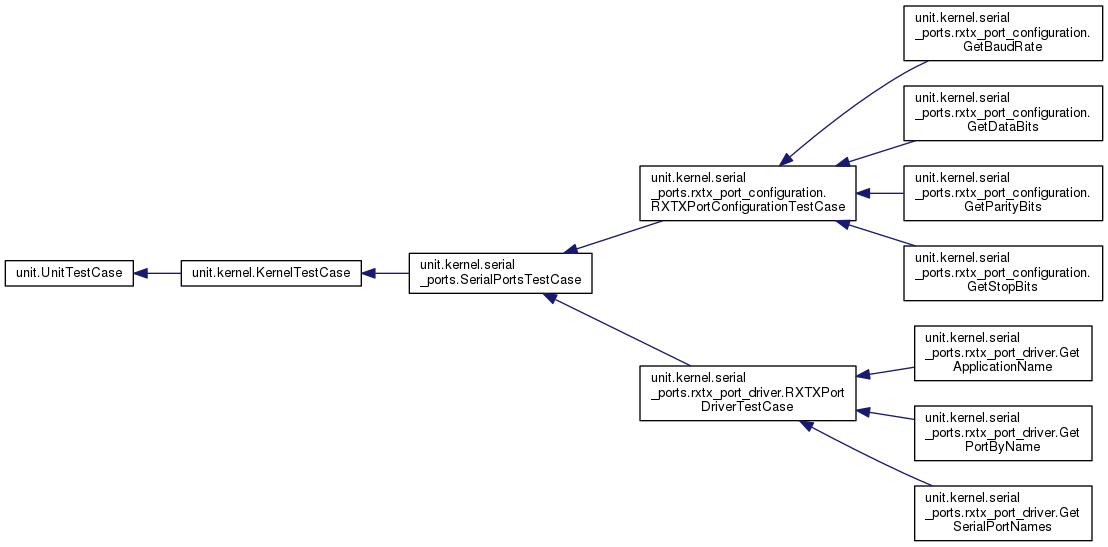 unit.kernel.serial
_ports.rxtx_port_configuration.
GetBaudRate
unit.kernel.serial
_ports.rxtx_port_configuration.
GetDataBits
unit.kernel.serial
_ports.rxtx_port_configuration.
RXTXPortConfigurationTestCase
unit.kernel.serial
_ports.rxtx_port_configuration.
GetParityBits
unit.UnitTestCase
unit.kernel.KernelTestCase
unit.kernel.serial
_ports.SerialPortsTestCase
unit.kernel.serial
_ports.rxtx_port_configuration.
GetStopBits
unit.kernel.serial
_ports.rxtx_port_driver.Get
ApplicationName
unit.kernel.serial
_ports.rxtx_port_driver.RXTXPort
DriverTestCase
unit.kernel.serial
_ports.rxtx_port_driver.Get
PortByName
unit.kernel.serial
_ports.rxtx_port_driver.Get
SerialPortNames